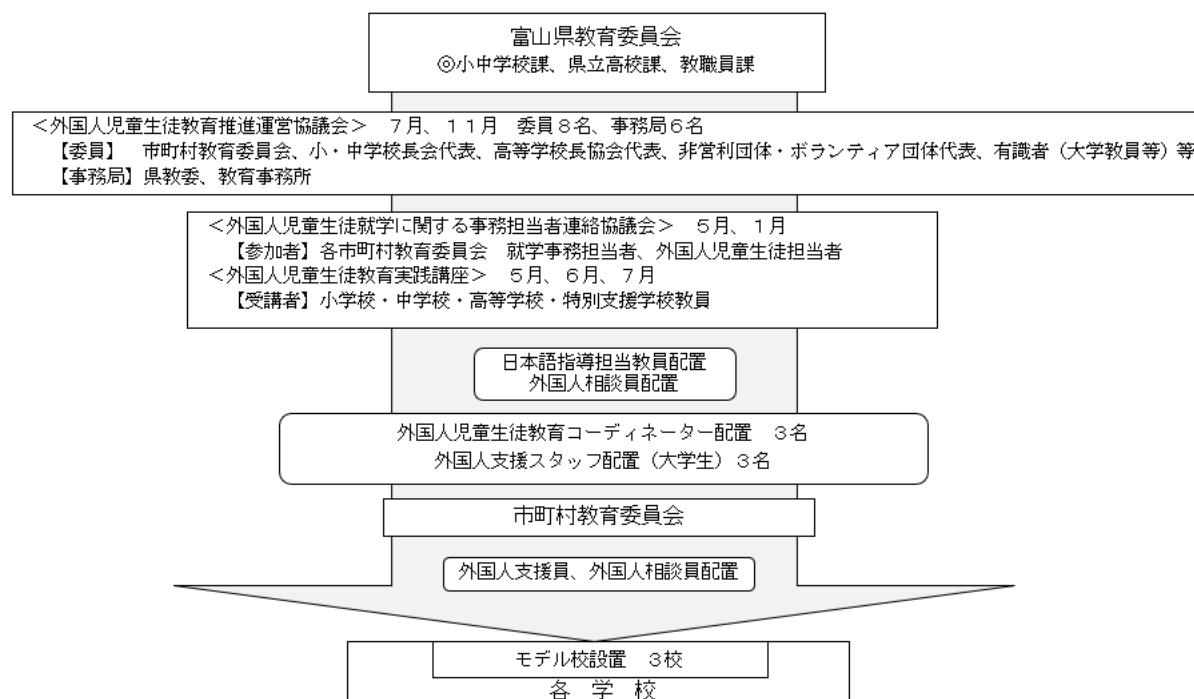 富山県教育委員会
◎小中学校課、県立高校課、教職員課
＜外国人児童生徒教育推進運営協議会＞　７月、１１月　委員８名、事務局６名
【委員】　市町村教育委員会、小・中学校長会代表、高等学校長協会代表、非営利団体・ボランティア団体代表、有識者（大学教員等）等
【事務局】県教委、教育事務所
＜外国人児童生徒就学に関する事務担当者連絡協議会＞　５月、１月
【参加者】各市町村教育委員会　就学事務担当者、外国人児童生徒担当者
＜外国人児童生徒教育実践講座＞　５月、６月、７月
【受講者】小学校・中学校・高等学校・特別支援学校教員
日本語指導担当教員配置
外国人相談員配置
外国人児童生徒教育コーディネーター配置　３名
外国人支援スタッフ配置（大学生）３名
市町村教育委員会
外国人支援員、外国人相談員配置
モデル校設置　３校
各　学　校